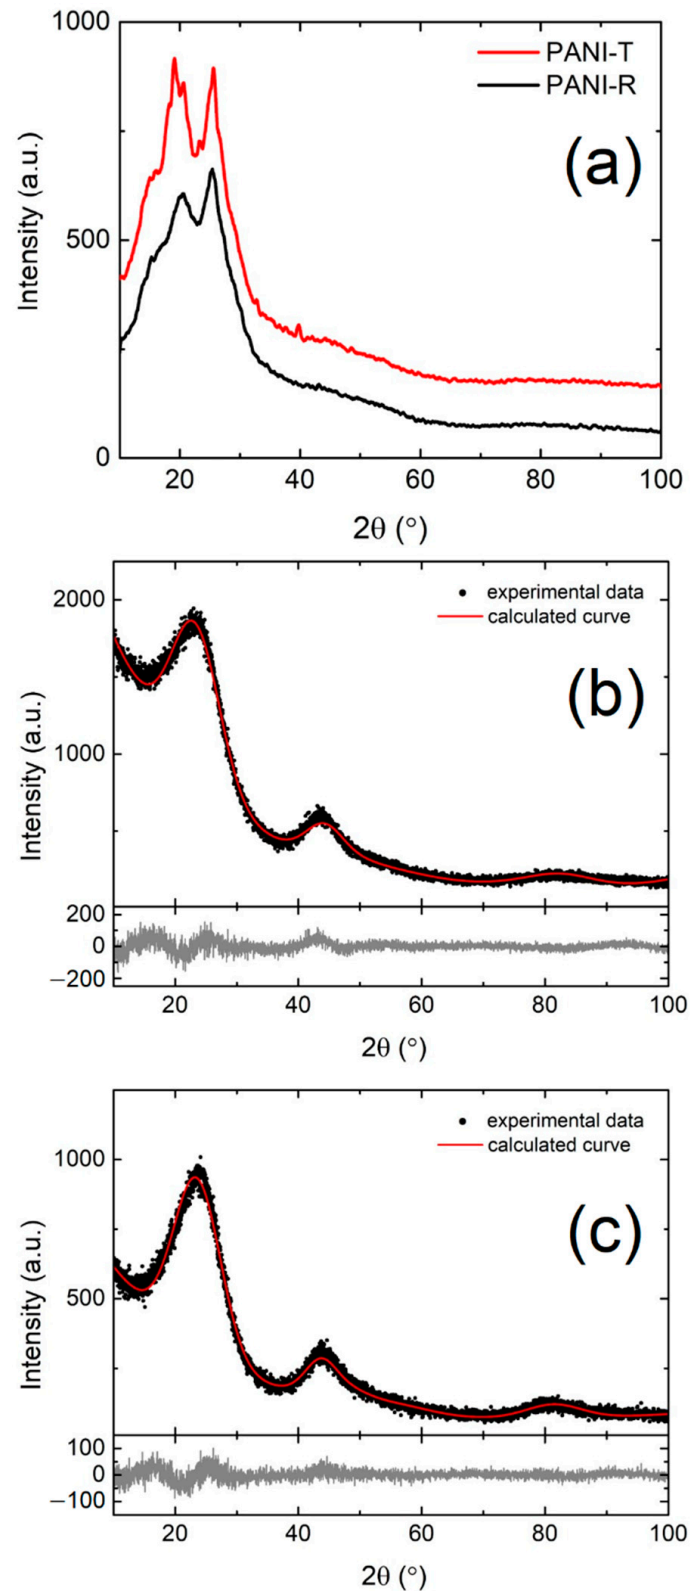 1000
PANI-T
PANI-R
(a)
Intensity (a.u.)
500
0
20 40 60 80 100
2θ (°)
2000
experimental data
calculated curve
(b)
Intensity (a.u.)
1000
200
0
−200
20 40 60 80 100
2θ (°)
experimental data
calculated curve
1000
(c)
Intensity (a.u.)
500
100
0
−100
20 40 60 80 100
2θ (°)